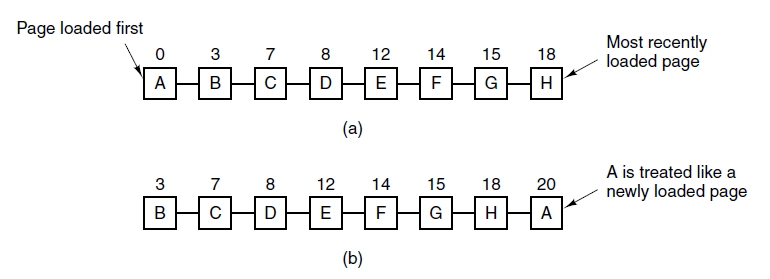 Page loaded first
0 3 7 8 12 14 15 18
Most recently
loaded page
A B C D E F G H
(a)
3 7 8 12 14 15 18 20
A is treated like a
newly loaded page
B C D E F G H A
(b)